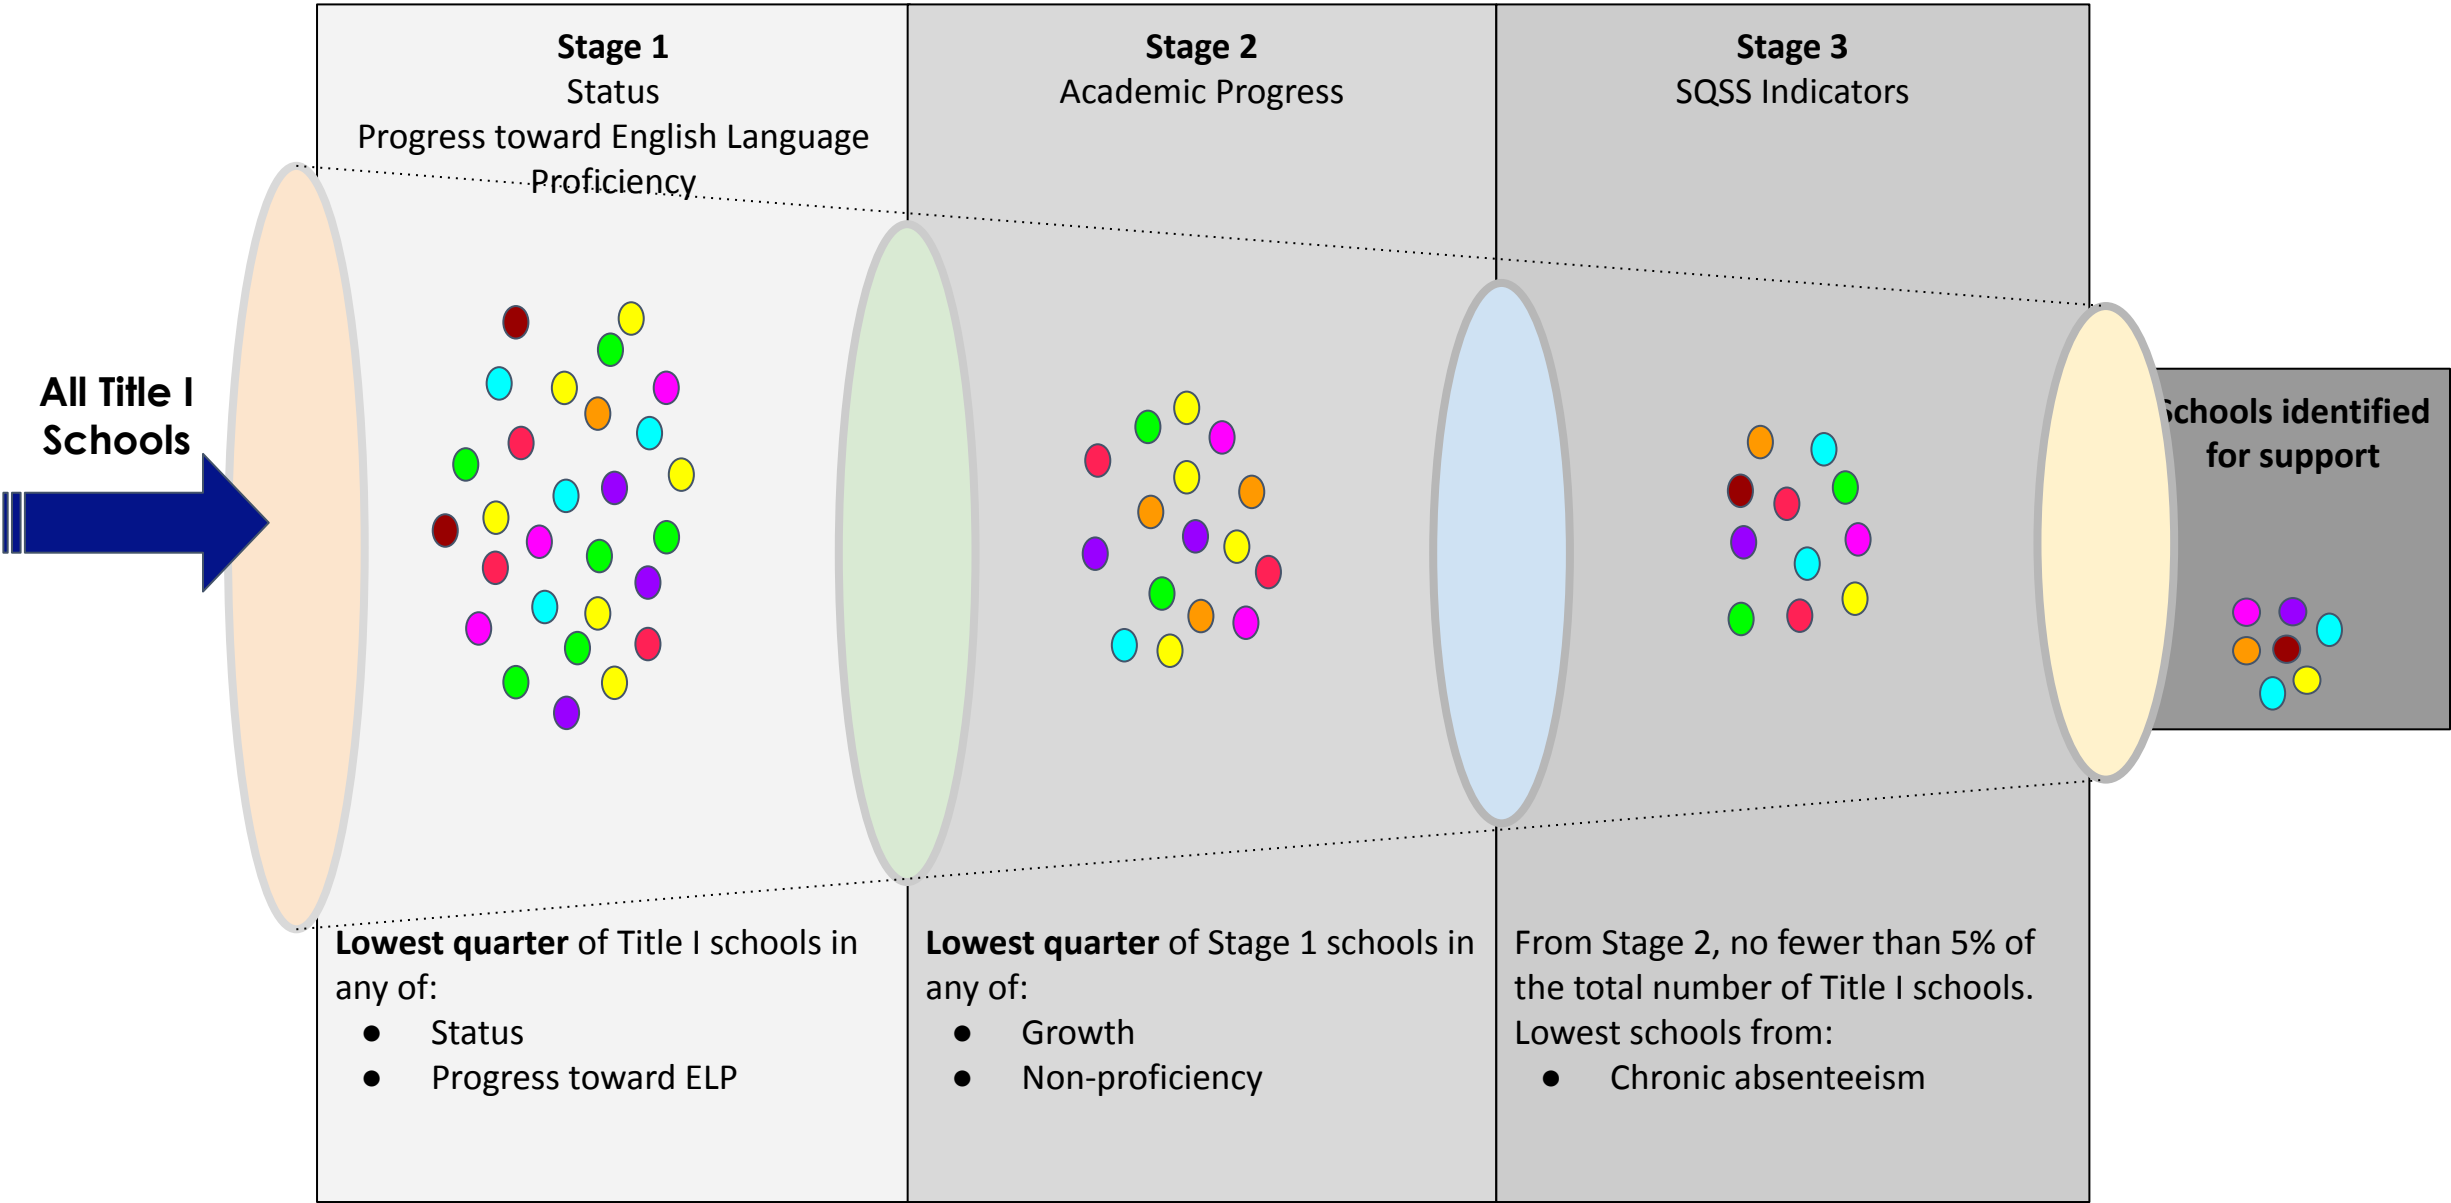 All Title I
Schools
Stage 1
Status
Progress toward English Language
Proficiency
Lowest quarter of Title I schools in
any of:
● Status
● Progress toward ELP
Stage 2
Academic Progress
Lowest quarter of Stage 1 schools in
any of:
● Growth
● Non-proficiency
Stage 3
SQSS Indicators
From Stage 2, no fewer than 5% of
the total number of Title I schools.
Lowest schools from:
● Chronic absenteeism
Schools identified
for support